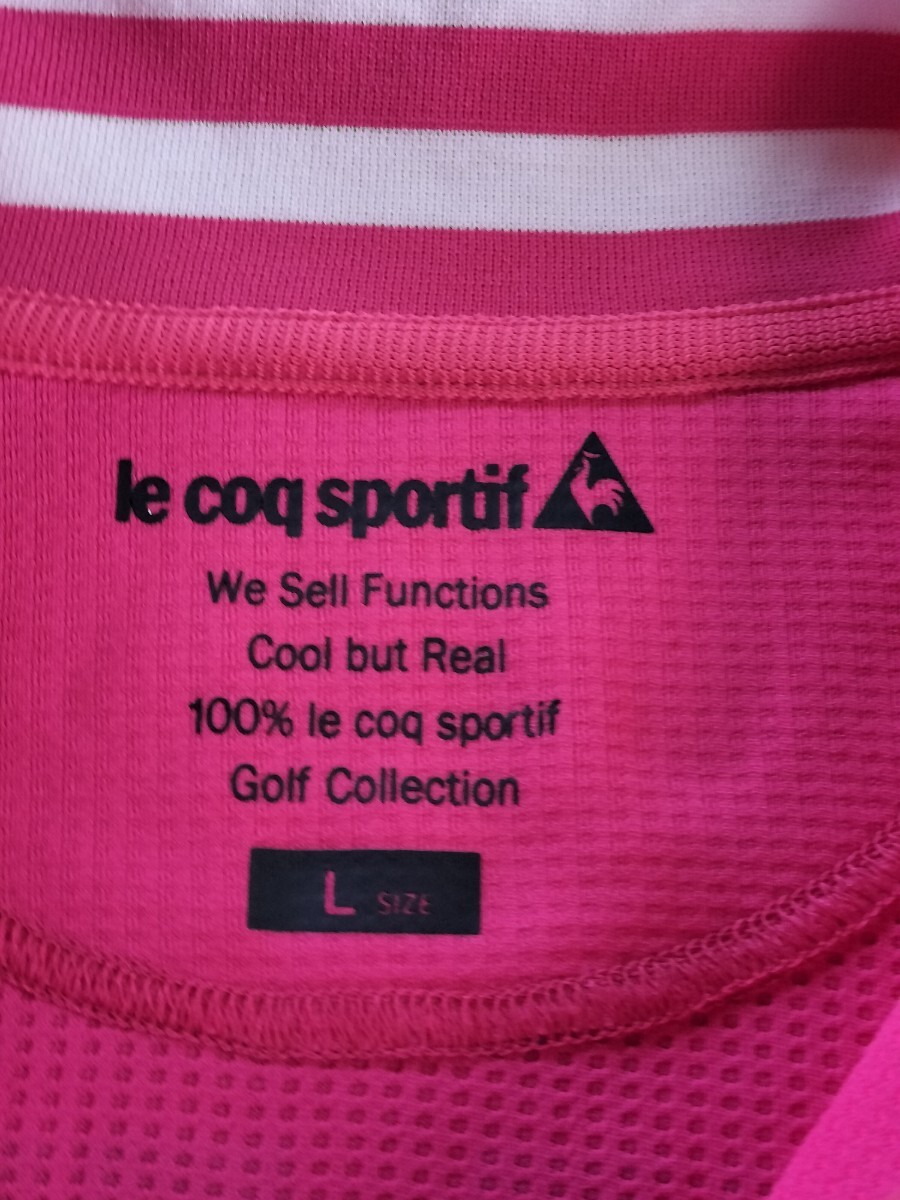 le coq sportif
We Sell Functions
Cool but Real
100% le coq sportif
Golf Collection
L SIZE